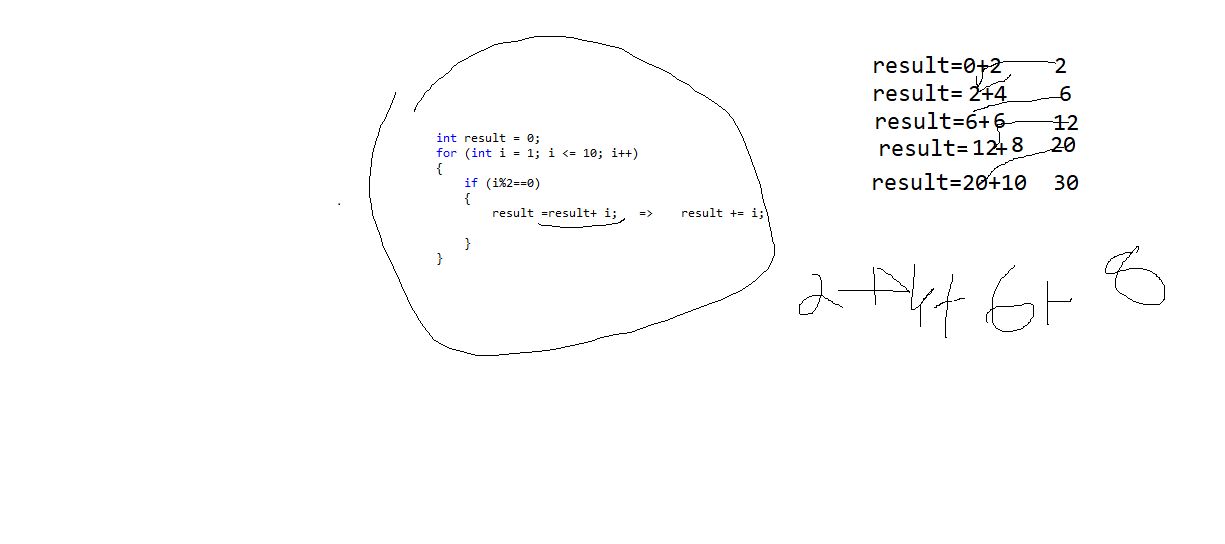 int result = 0;
for (int i = 1; i <= 10; i++)
{
if (i%2==0)
{
result =result+ i; => result += i;
}
}
result=0+2 2
result= 2+4 6
result=6+6 12
result=12+8 20
result=20+10 30
2+4+6+8